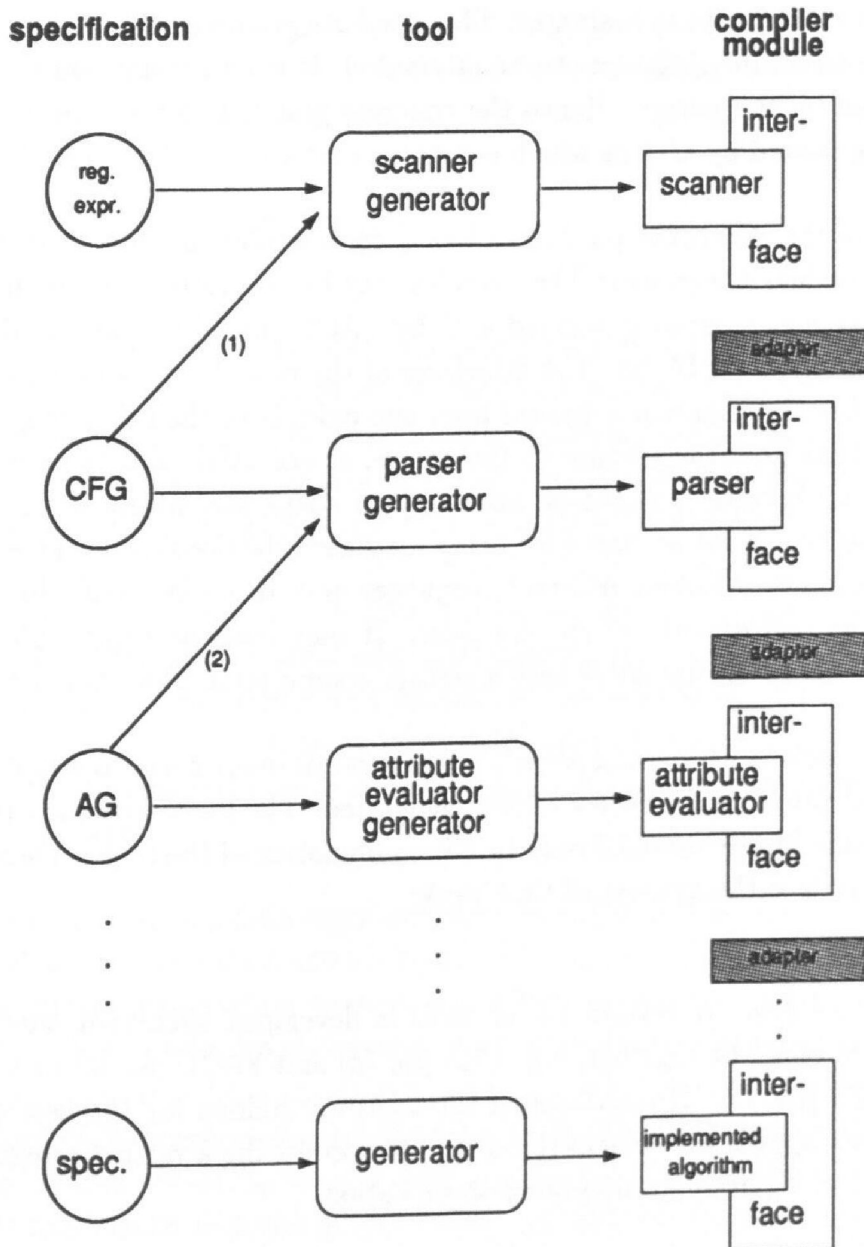 specification
tool
compiler
module
reg.
expr.
scanner
generator
inter-
scanner
face
(1)
adapter
CFG
parser
generator
inter-
parser
face
(2)
adapter
AG
attribute
evaluator
generator
inter-
attribute
evaluator
face
adapter
spec.
generator
inter-
implemented
algorithm
face